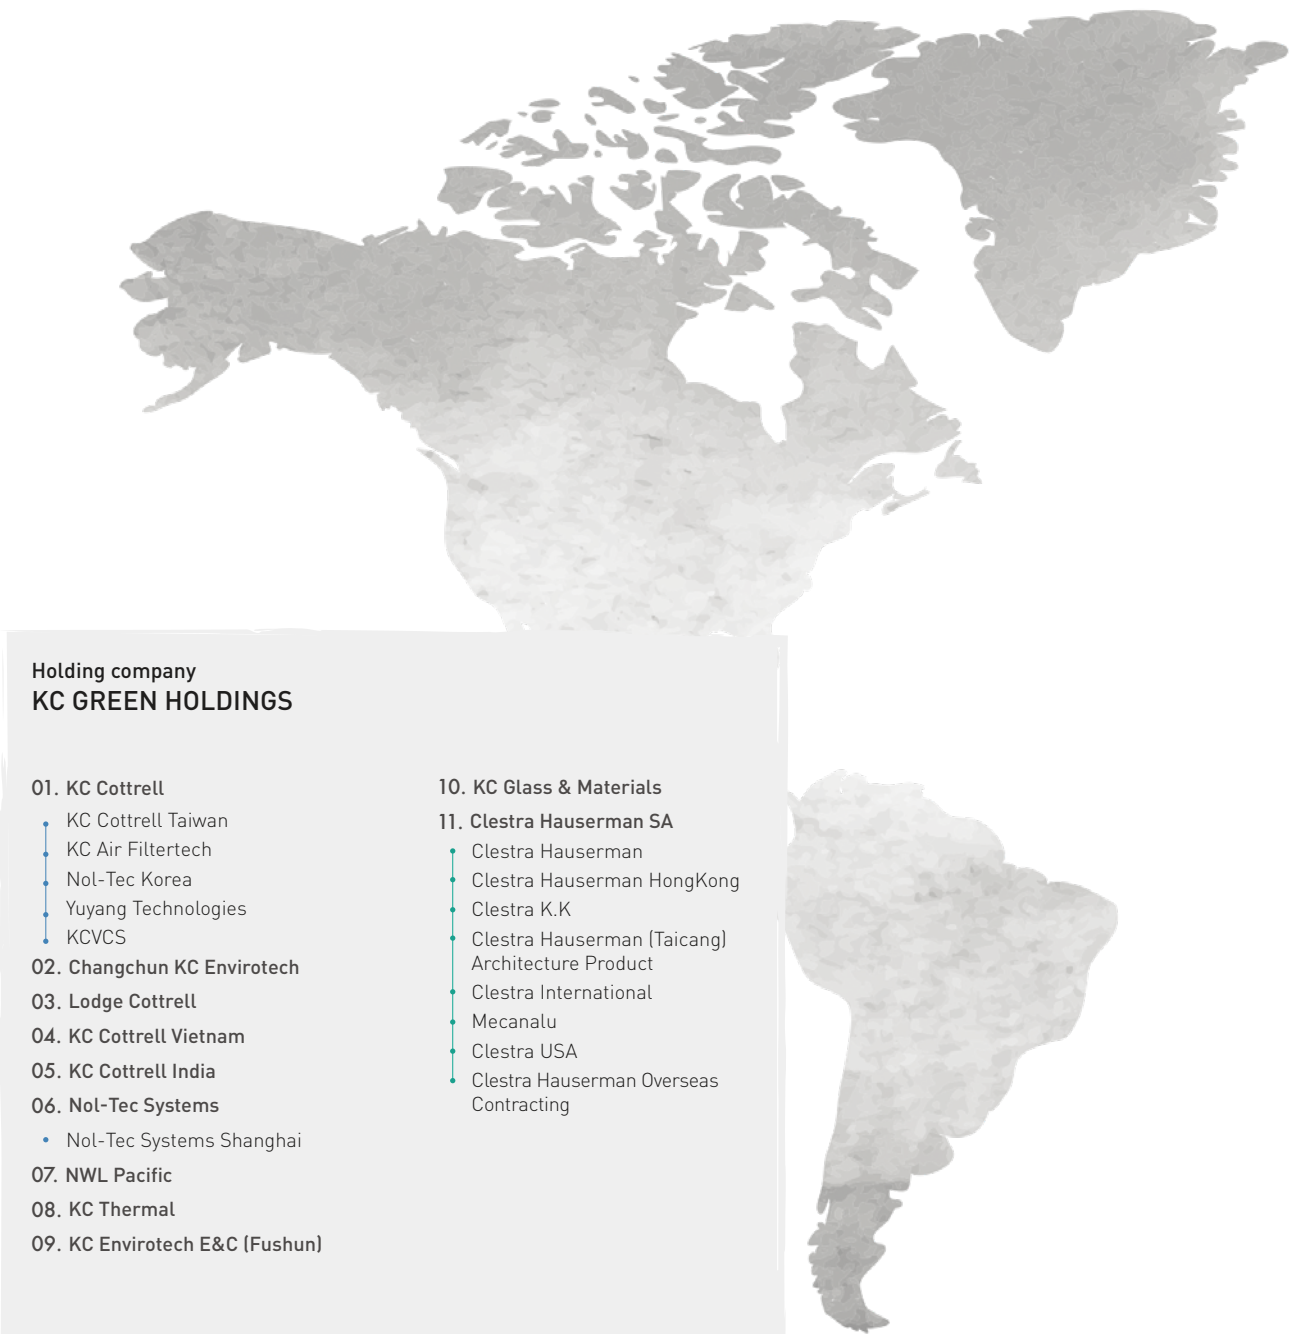 Holding company
KC GREEN HOLDINGS
01. KC Cottrell
KC Cottrell Taiwan
KC Air Filtertech
Nol-Tec Korea
Yuyang Technologies
KCVCS
02. Changchun KC Envirotech
03. Lodge Cottrell
04. KC Cottrell Vietnam
05. KC Cottrell India
06. Nol-Tec Systems
Nol-Tec Systems Shanghai
07. NWL Pacific
08. KC Thermal
09. KC Envirotech E&C (Fushun)
10. KC Glass & Materials
11. Clestra Hauserman SA
Clestra Hauserman
Clestra Hauserman HongKong
Clestra K.K
Clestra Hauserman (Taicang)
Architecture Product
Clestra International
Mecanalu
Clestra USA
Clestra Hauserman Overseas
Contracting